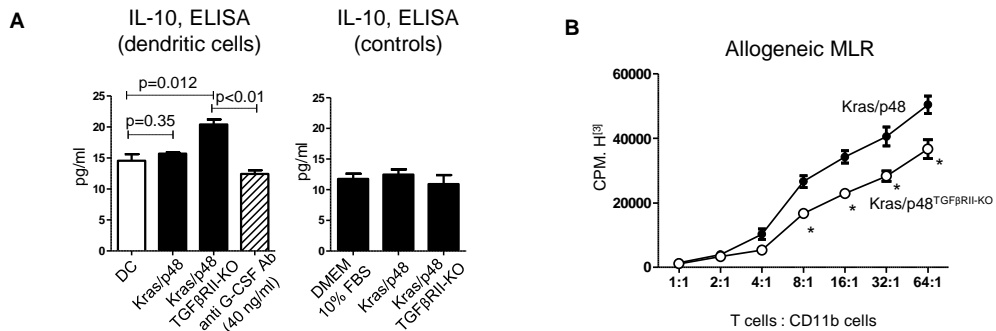 A
IL-10, ELISA
(dendritic cells)
p=0.012
p<0.01
p=0.35
pg/ml
25
20
15
10
5
0
DC
Kras/p48
Kras/p48
TGFβRII-KO
anti G-CSF Ab
(40 ng/ml)
IL-10, ELISA
(controls)
pg/ml
25
20
15
10
5
0
DMEM
10% FBS
Kras/p48
Kras/p48
TGFβRII-KO
B
Allogeneic MLR
CPM. H[3]
60000
40000
20000
0
Kras/p48
*
*
*
*
Kras/p48TGFβRII-KO
1:1 2:1 4:1 8:1 16:1 32:1 64:1
T cells : CD11b cells